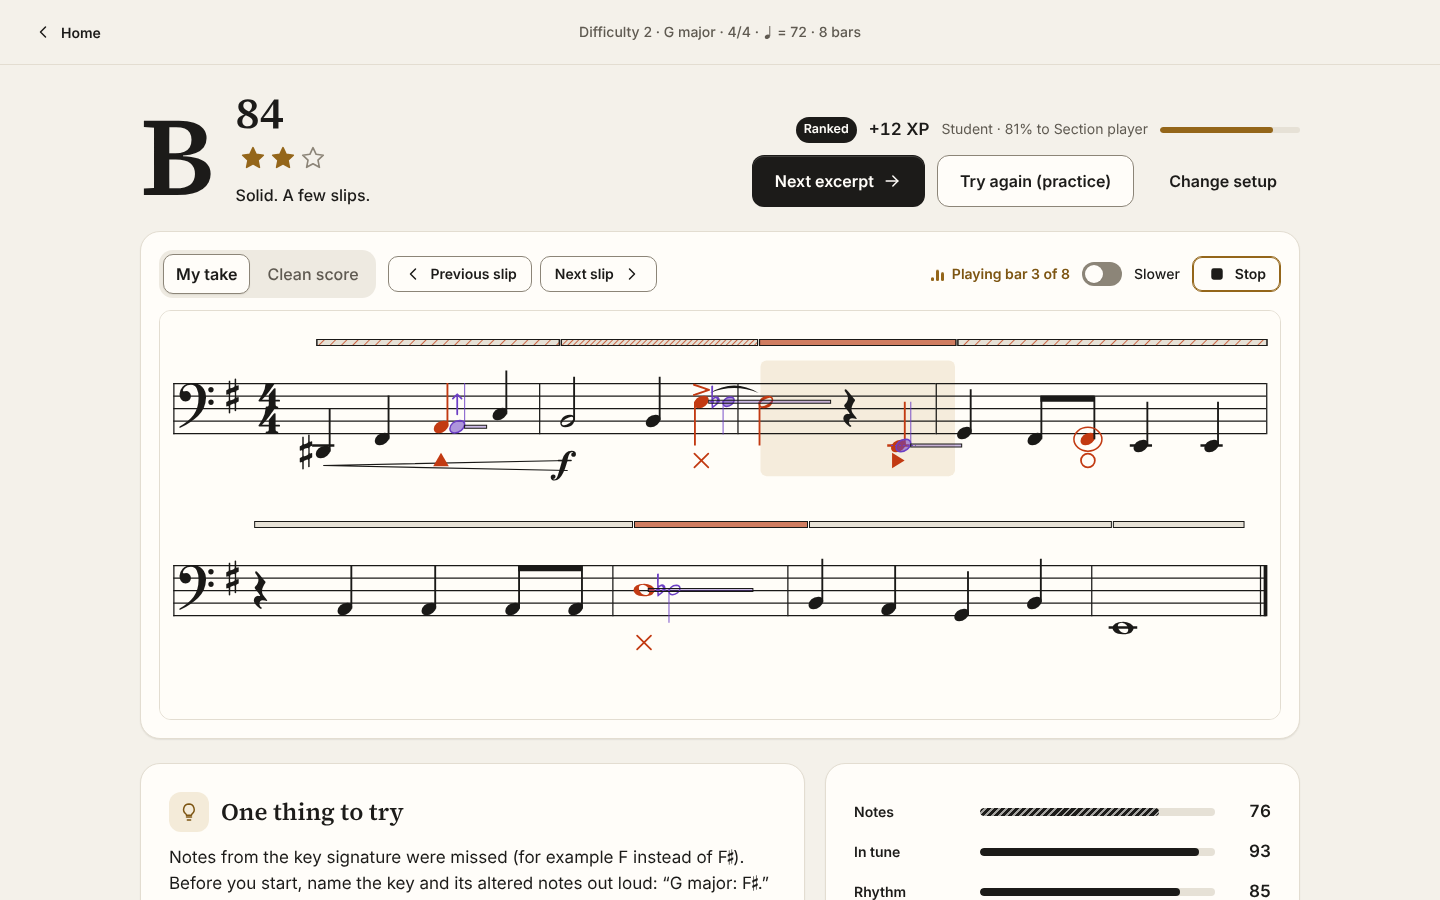 Home
Difficulty 2 · G major · 4/4 · ♩ = 72 · 8 bars
B
84
Solid. A few slips.
Ranked +12 XP Student · 81% to Section player
Next excerpt → Try again (practice) Change setup
My take Clean score Previous slip Next slip Playing bar 3 of 8 Slower Stop
4
4
f
One thing to try
Notes from the key signature were missed (for example F instead of F♯).
Before you start, name the key and its altered notes out loud: “G major: F♯.”
Notes 76
In tune 93
Rhythm 85